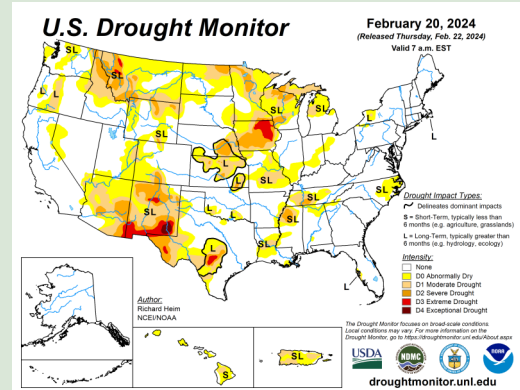 U.S. Drought Monitor
February 20, 2024
(Released Thursday, Feb. 22, 2024)
Valid 7 a.m. EST
SL
SL
L
L
SL
SL
SL
L
L
SL
L
L
SL
SL
SL
SL
L
L
SL
L
L
Drought Impact Types:
Delineates dominant impacts
S = Short-Term, typically less than
6 months (e.g. agriculture, grasslands)
L = Long-Term, typically greater than
6 months (e.g. hydrology, ecology)
Intensity:
None
D0 Abnormally Dry
D1 Moderate Drought
D2 Severe Drought
D3 Extreme Drought
D4 Exceptional Drought
Author:
Richard Heim
NCEI/NOAA
S
SL
The Drought Monitor focuses on broad-scale conditions.
Local conditions may vary. For more information on the
Drought Monitor, go to https://droughtmonitor.unl.edu/About.aspx
USDA
NDMC
NOAA
droughtmonitor.unl.edu